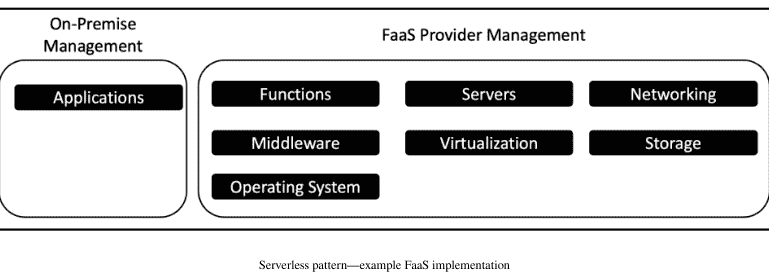 On-Premise
Management
FaaS Provider Management
Applications
Functions
Servers
Networking
Middleware
Virtualization
Storage
Operating System
Serverless pattern—example FaaS implementation